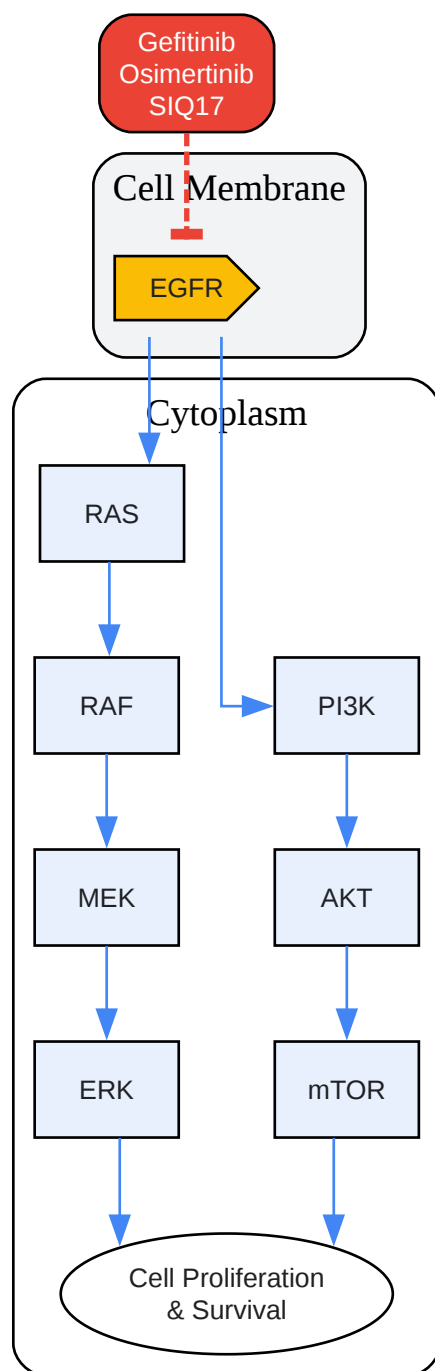 Gefitinib
Osimertinib
SIQ17
Cell Membrane
EGFR
Cytoplasm
RAS
RAF
PI3K
MEK
AKT
ERK
mTOR
Cell Proliferation
& Survival